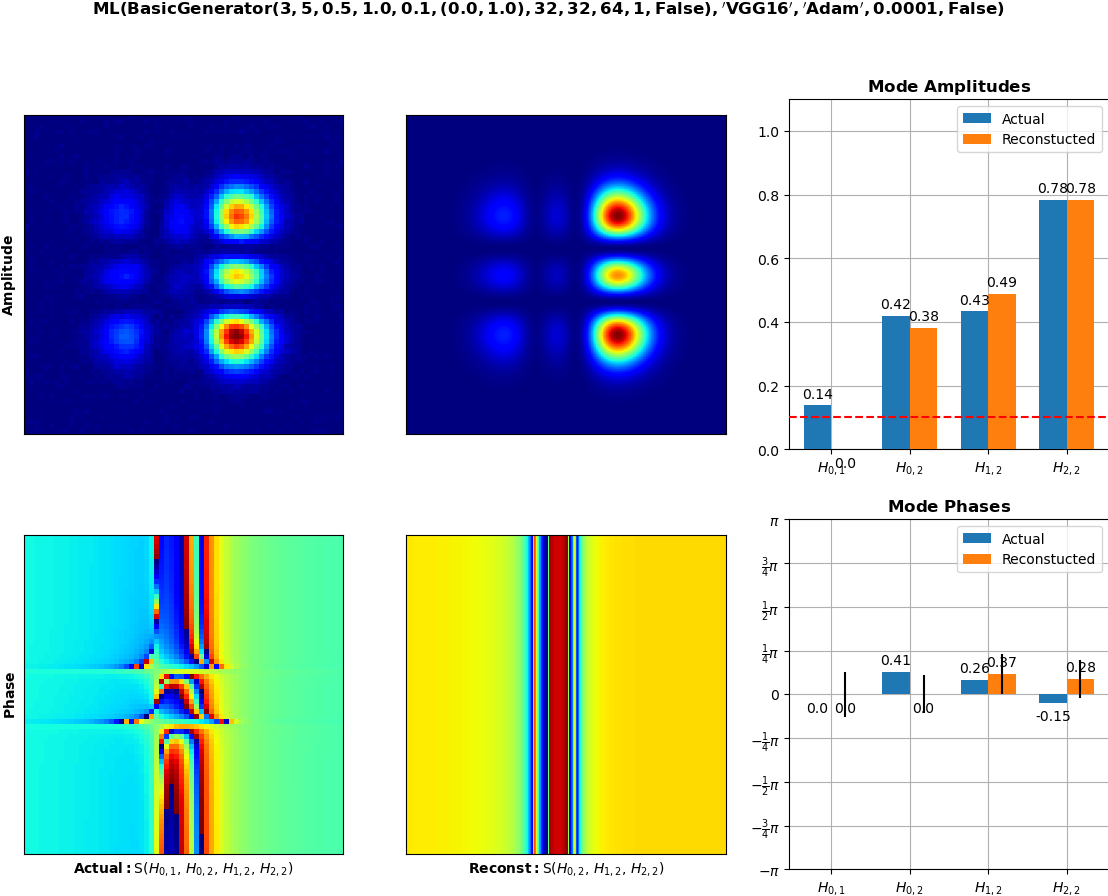 ML(BasicGenerator(3, 5, 0.5, 1.0, 0.1, (0.0, 1.0), 32, 32, 64, 1, False), ′VGG16′, ′Adam′, 0.0001, False)
Amplitude
Mode Amplitudes
Actual
Reconstucted
1.0
0.8
0.6
0.4
0.2
0.0
0.14
0.0
0.42
0.38
0.43
0.49
0.78
0.78
H₀,₁
H₀,₂
H₁,₂
H₂,₂
Phase
Actual: S(H₀,₁, H₀,₂, H₁,₂, H₂,₂)
Reconst: S(H₀,₂, H₁,₂, H₂,₂)
Mode Phases
Actual
Reconstucted
π
3/4 π
1/2 π
1/4 π
0
−1/4 π
−1/2 π
−3/4 π
−π
0.0
0.0
0.41
0.0
0.26
0.37
-0.15
0.28
H₀,₁
H₀,₂
H₁,₂
H₂,₂